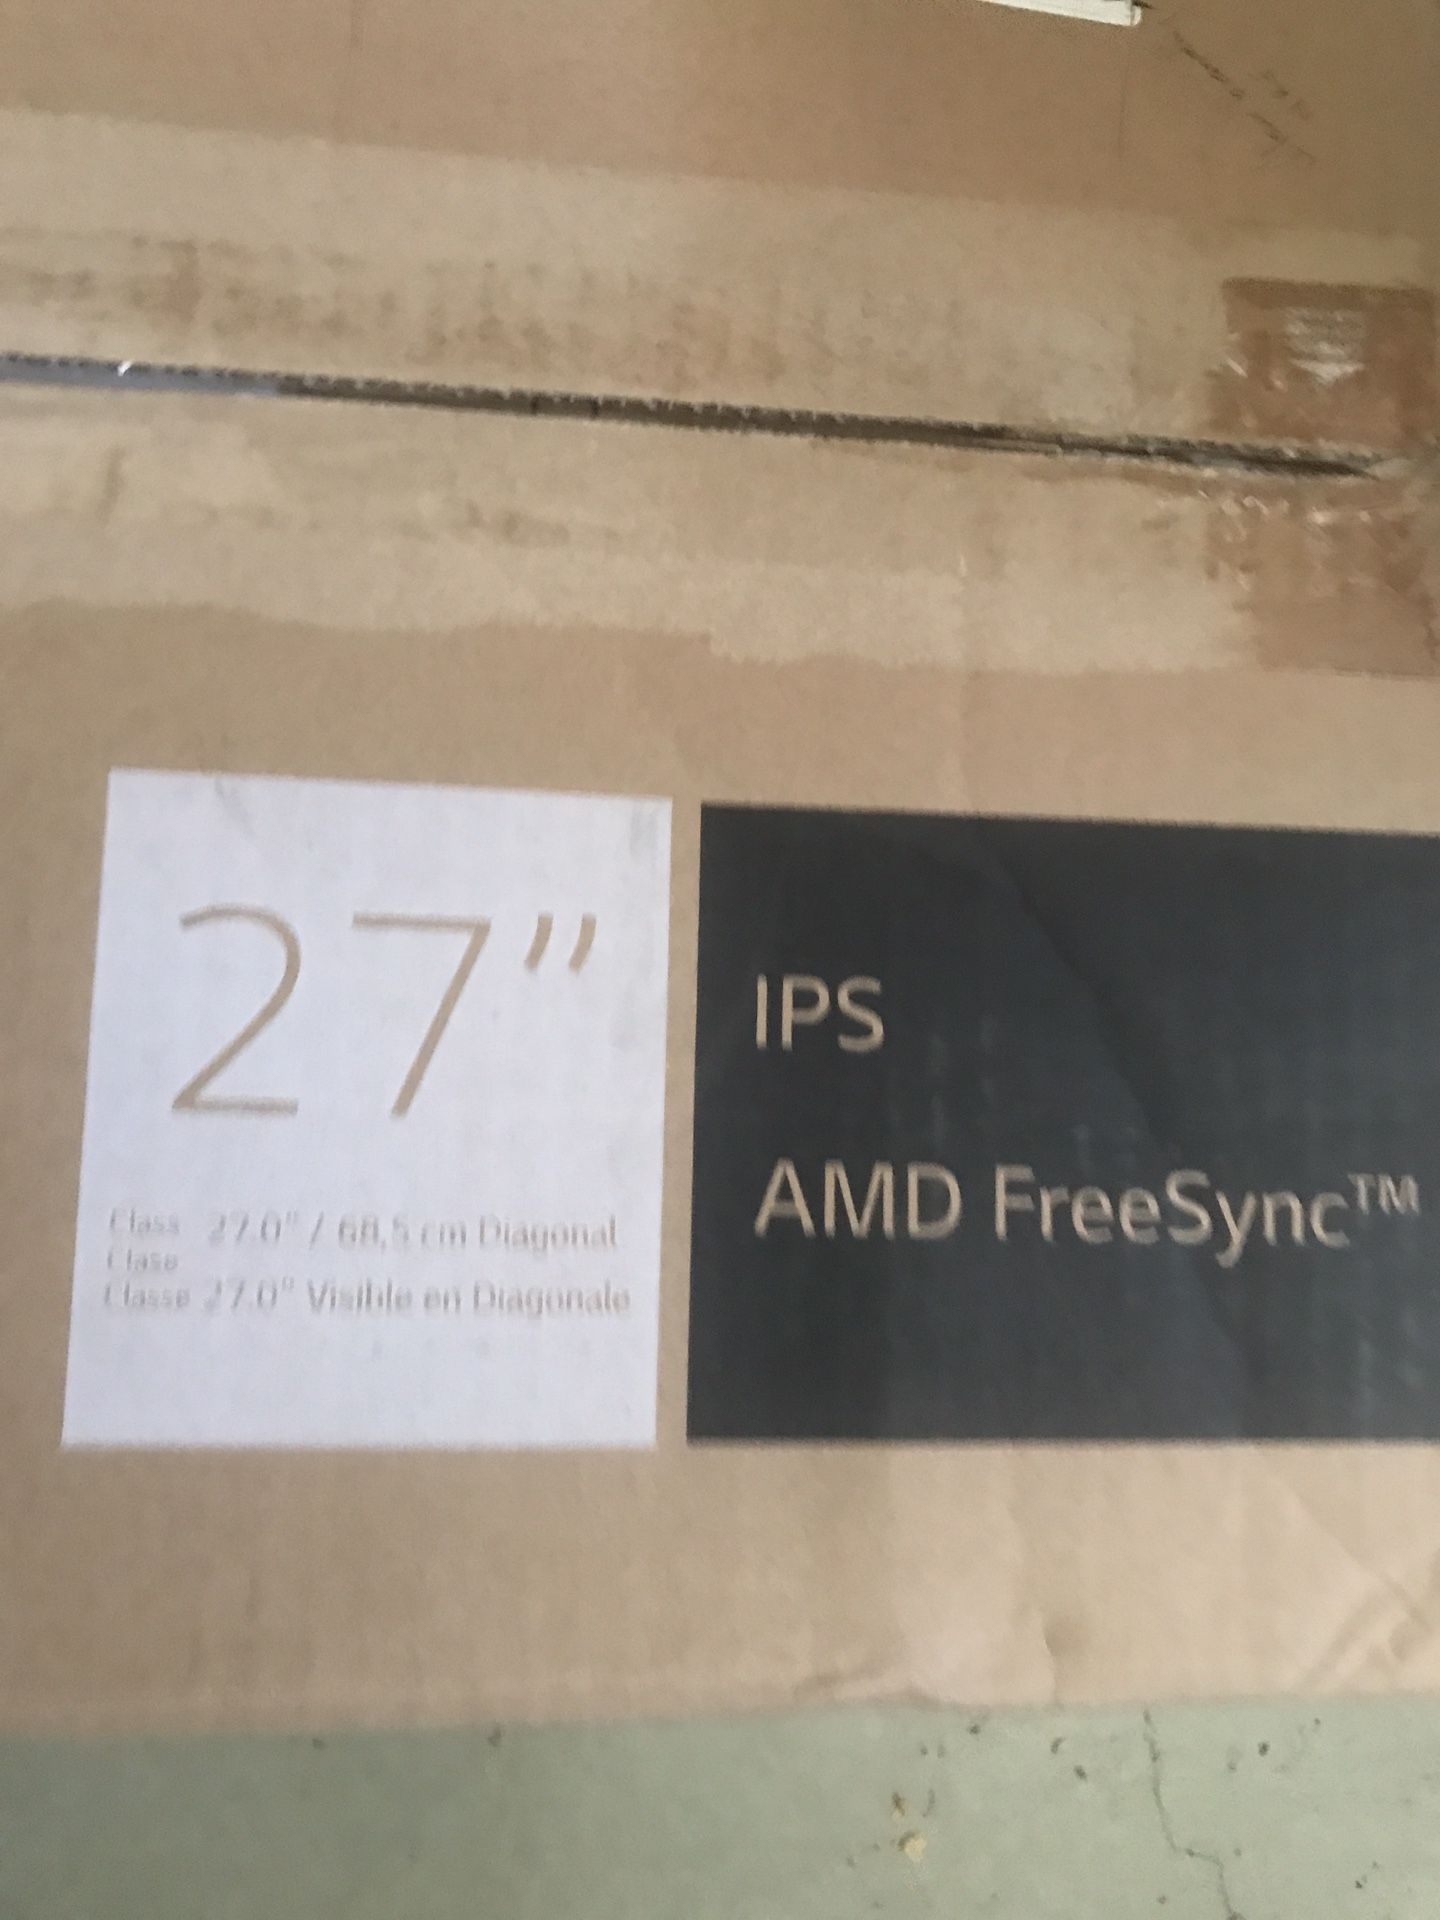 27"
IPS
AMD FreeSync™
Class 27.0" / 68,5 cm Diagonal
Clase
Classe 27.0" Visible en Diagonale